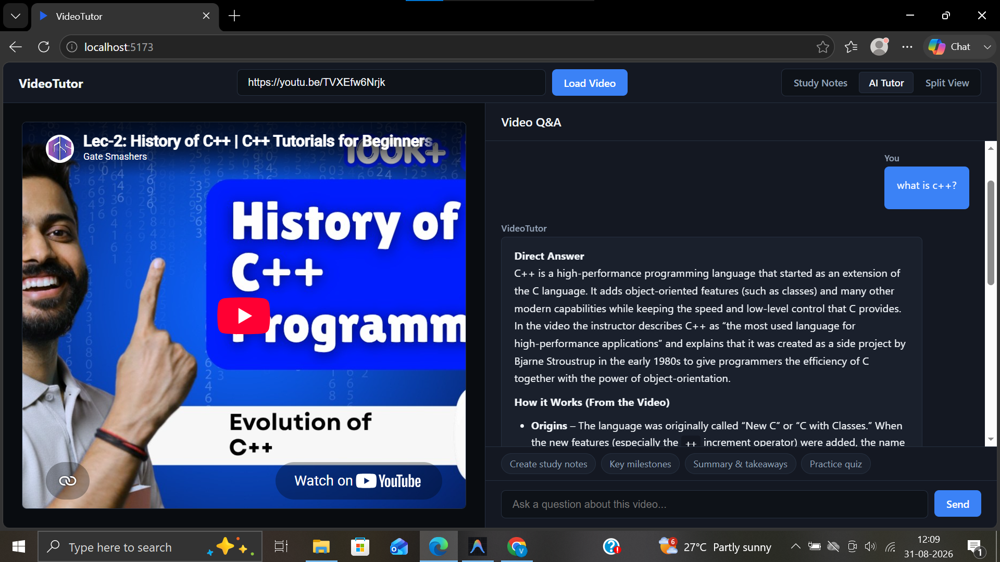 VideoTutor
localhost:5173
Chat
VideoTutor
https://youtu.be/TVXEfw6Nrjk
Load Video
Study Notes
AI Tutor
Split View
Lec-2: History of C++ | C++ Tutorials for Beginners
Gate Smashers
100K+
History of
C++
Programm
Evolution of
C++
Watch on YouTube
Video Q&A
You
what is c++?
VideoTutor
Direct Answer
C++ is a high-performance programming language that started as an extension of
the C language. It adds object-oriented features (such as classes) and many other
modern capabilities while keeping the speed and low-level control that C provides.
In the video the instructor describes C++ as “the most used language for
high-performance applications” and explains that it was created as a side project by
Bjarne Stroustrup in the early 1980s to give programmers the efficiency of C
together with the power of object-orientation.
How it Works (From the Video)
• Origins – The language was originally called “New C” or “C with Classes.” When
the new features (especially the ++ increment operator) were added, the name
Create study notes
Key milestones
Summary & takeaways
Practice quiz
Ask a question about this video...
Send
Type here to search
6
27°C Partly sunny
12:09
31-08-2026
1